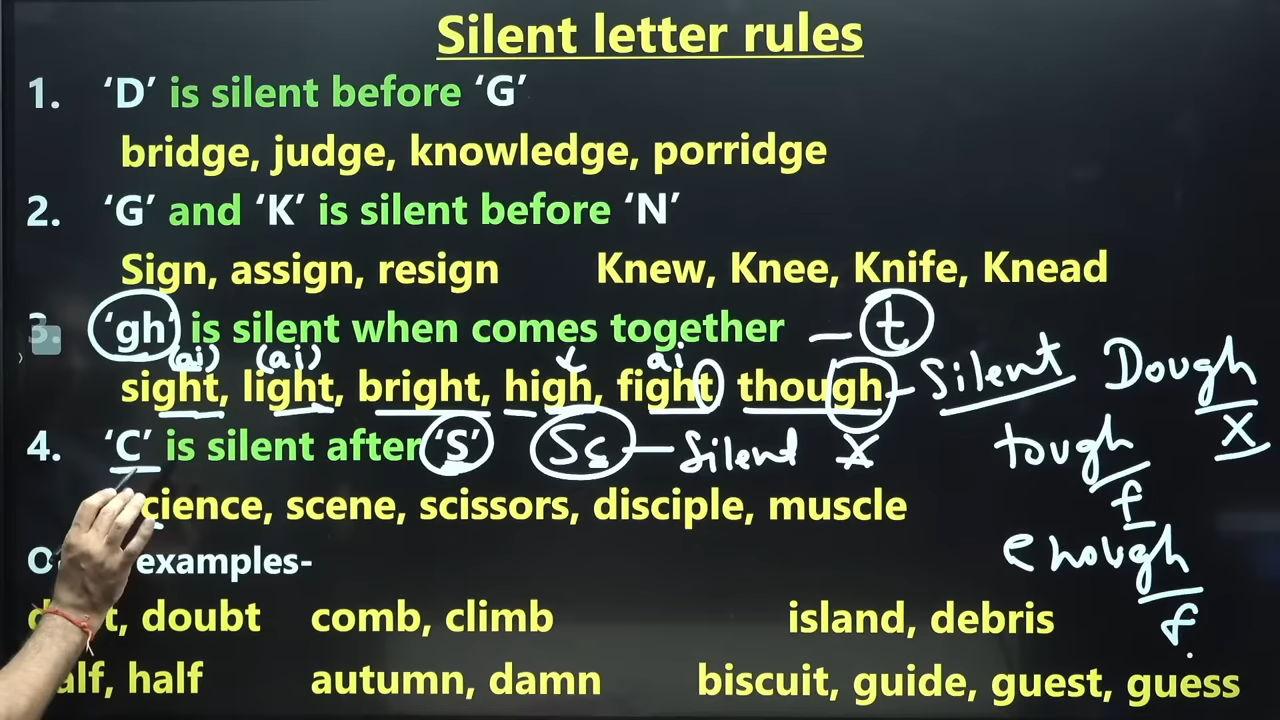 Silent letter rules
1. ‘D’ is silent before ‘G’
bridge, judge, knowledge, porridge
2. ‘G’ and ‘K’ is silent before ‘N’
Sign, assign, resign Knew, Knee, Knife, Knead
3. ‘gh’ is silent when comes together – t
(ai) (ai) ai
sight, light, bright, high, fight though - Silent Dough
X
4. ‘C’ is silent after ‘S’ Sc - Silent X tough
f
cience, scene, scissors, disciple, muscle
enough
f
examples-
doubt comb, climb island, debris
half autumn, damn biscuit, guide, guest, guess